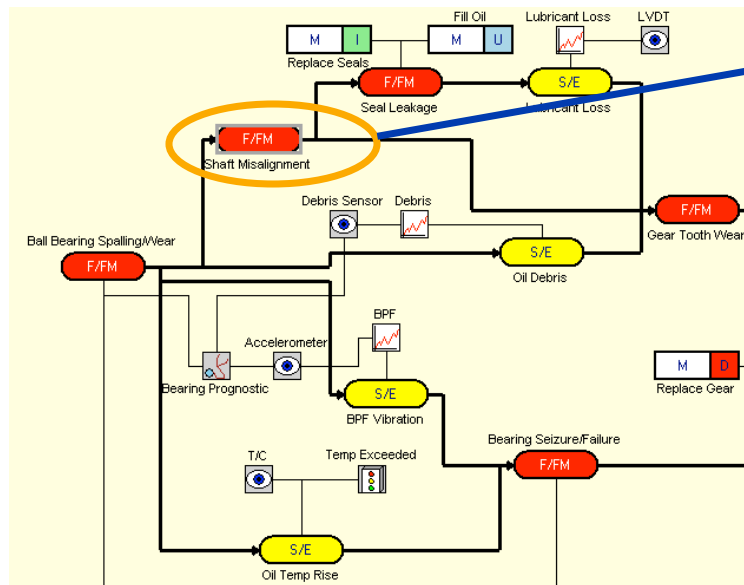 Fill Oil
Lubricant Loss
LVDT
M I
M U
Replace Seals
F/FM
S/E
Seal Leakage
Lubricant Loss
F/FM
Shaft Misalignment
Debris Sensor
Debris
F/FM
Gear Tooth Wear
Ball Bearing Spalling/Wear
F/FM
S/E
Oil Debris
BPF
Accelerometer
Bearing Prognostic
M D
Replace Gear
S/E
BPF Vibration
Bearing Seizure/Failure
T/C
Temp Exceeded
F/FM
S/E
Oil Temp Rise